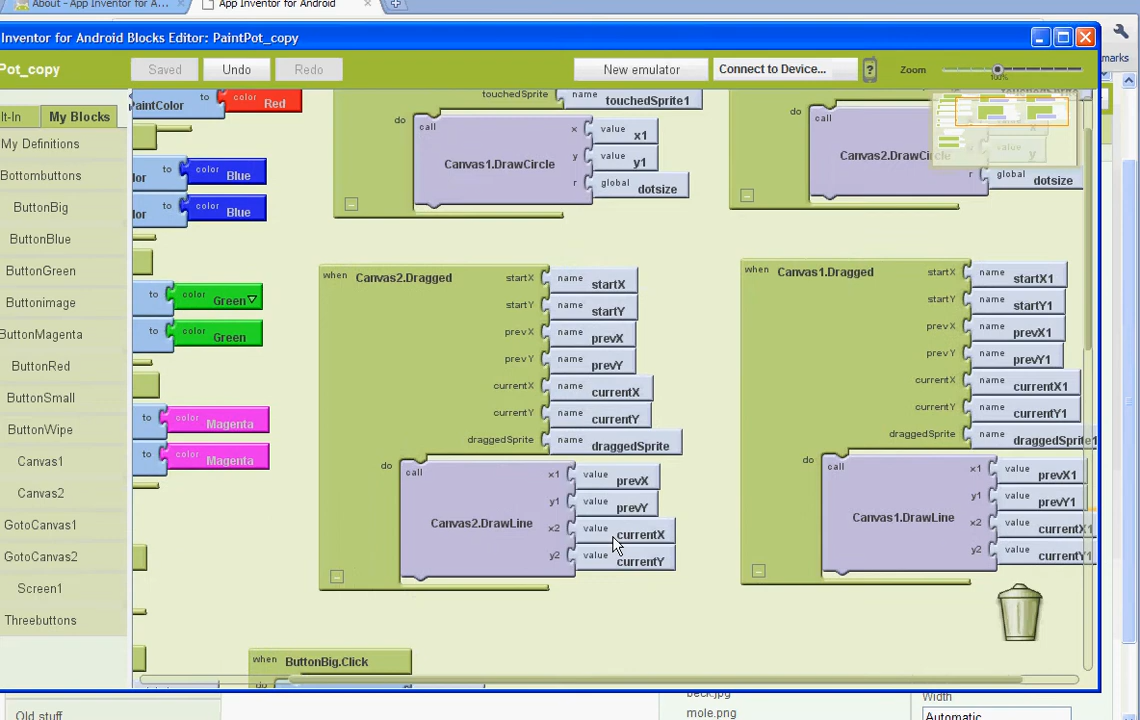 About - App Inventor for A...
App Inventor for Android
Inventor for Android Blocks Editor: PaintPot_copy
marks
Pot_copy
Saved
Undo
Redo
New emulator
Connect to Device...
?
Zoom
100%
lt-In
My Blocks
My Definitions
Bottombuttons
ButtonBig
ButtonBlue
ButtonGreen
Buttonimage
ButtonMagenta
ButtonRed
ButtonSmall
ButtonWipe
Canvas1
Canvas2
GotoCanvas1
GotoCanvas2
Screen1
Threebuttons
PaintColor to color Red
lor to color Blue
lor to color Blue
to color Green
to color Green
to color Magenta
to color Magenta
touchedSprite name touchedSprite1
do call Canvas1.DrawCircle
x value x1
y value y1
r global dotsize
do call Canvas2.DrawCircle
x
y
r global dotsize
when Canvas2.Dragged
startX name startX
startY name startY
prevX name prevX
prevY name prevY
currentX name currentX
currentY name currentY
draggedSprite name draggedSprite
do call Canvas2.DrawLine
x1 value prevX
y1 value prevY
x2 value currentX
y2 value currentY
when Canvas1.Dragged
startX name startX1
startY name startY1
prevX name prevX1
prevY name prevY1
currentX name currentX1
currentY name currentY1
draggedSprite name draggedSprite1
do call Canvas1.DrawLine
x1 value prevX1
y1 value prevY1
x2 value currentX1
y2 value currentY1
when ButtonBig.Click
do
Old stuff
beck.jpg
mole.png
Width
Automatic